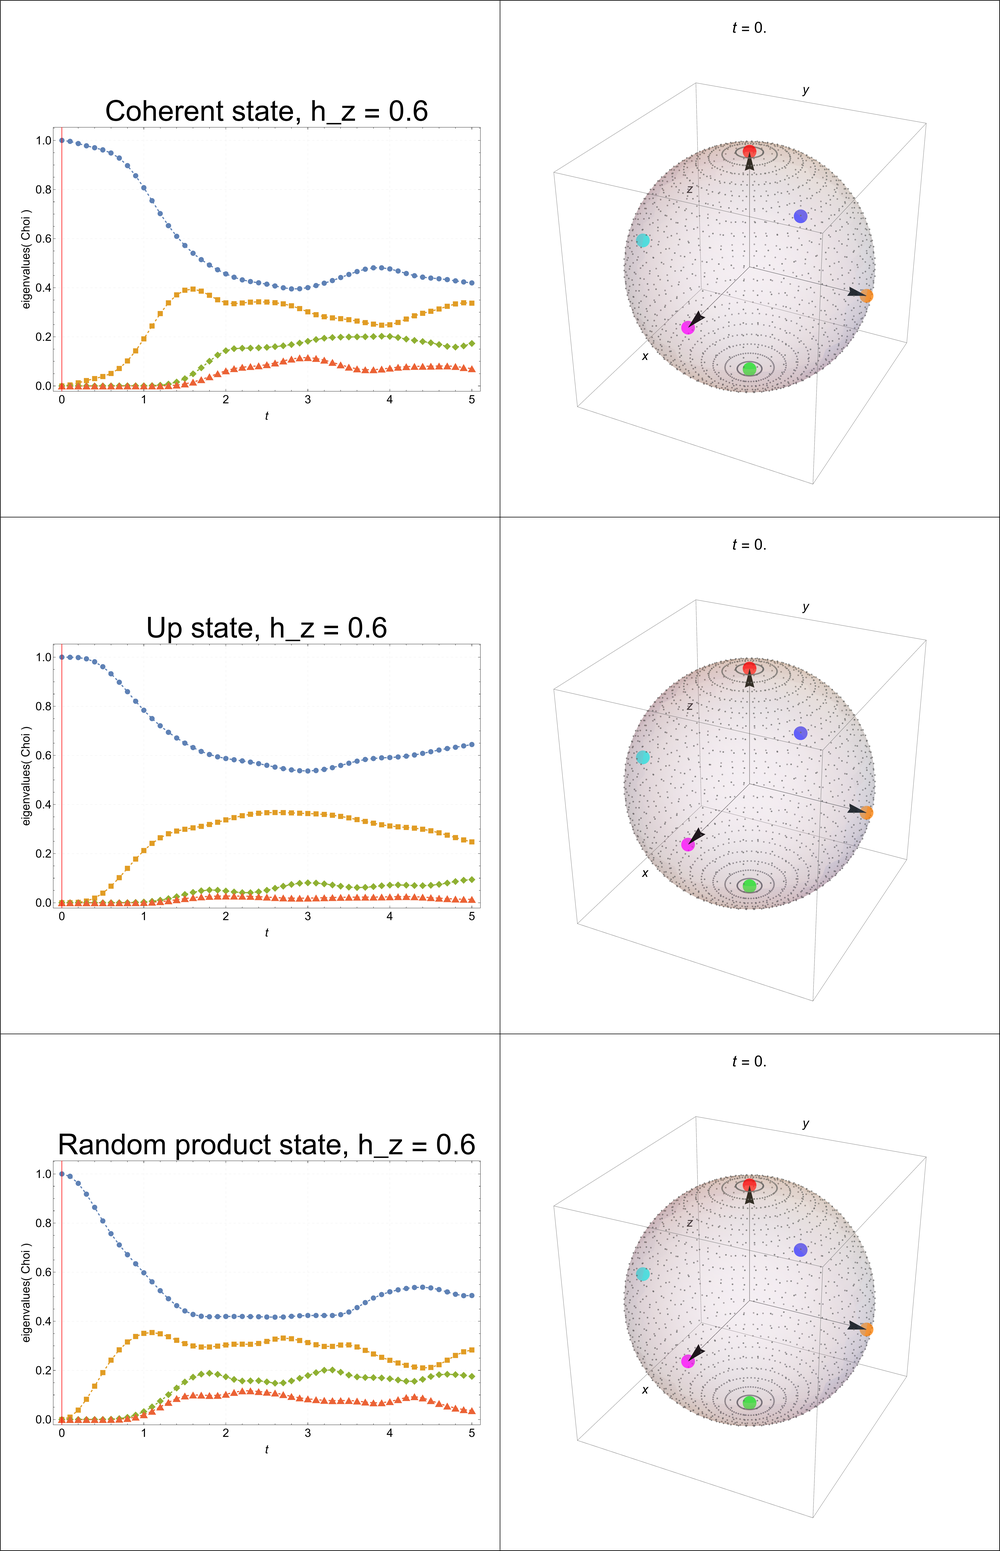 t = 0.
y
Coherent state, h_z = 0.6
1.0
0.8
0.6
0.4
0.2
0.0
eigenvalues( Choi )
0 1 2 3 4 5
t
z
x
t = 0.
y
Up state, h_z = 0.6
1.0
0.8
0.6
0.4
0.2
0.0
eigenvalues( Choi )
0 1 2 3 4 5
t
z
x
t = 0.
y
Random product state, h_z = 0.6
1.0
0.8
0.6
0.4
0.2
0.0
eigenvalues( Choi )
0 1 2 3 4 5
t
z
x